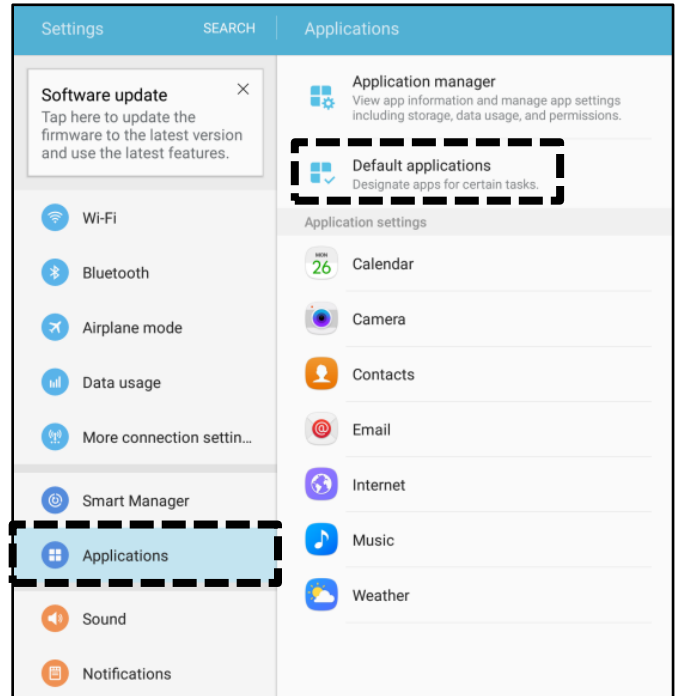 Settings
SEARCH
Applications
Software update
Tap here to update the
firmware to the latest version
and use the latest features.
Wi-Fi
Bluetooth
Airplane mode
Data usage
More connection settin...
Smart Manager
Applications
Sound
Notifications
Application manager
View app information and manage app settings
including storage, data usage, and permissions.
Default applications
Designate apps for certain tasks.
Application settings
MON
26
Calendar
Camera
Contacts
@
Email
Internet
Music
Weather